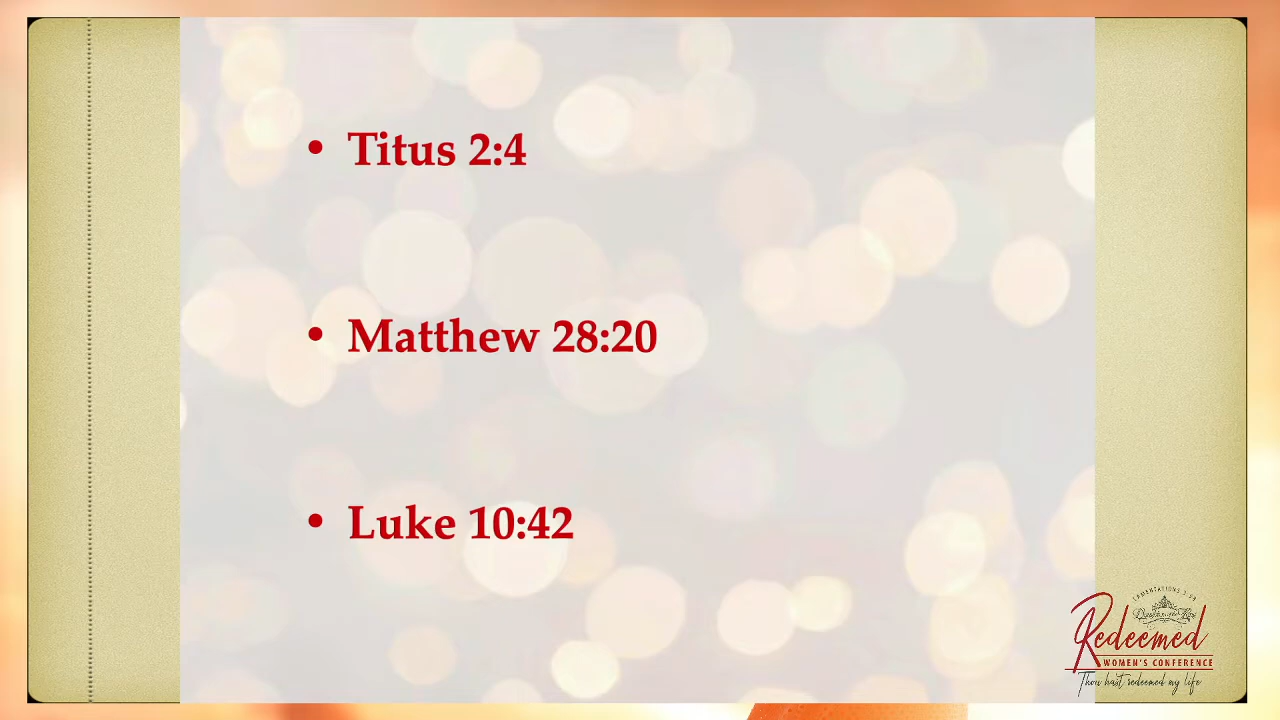 • Titus 2:4
• Matthew 28:20
• Luke 10:42
Redeemed
WOMEN'S CONFERENCE
Thou hast redeemed my life